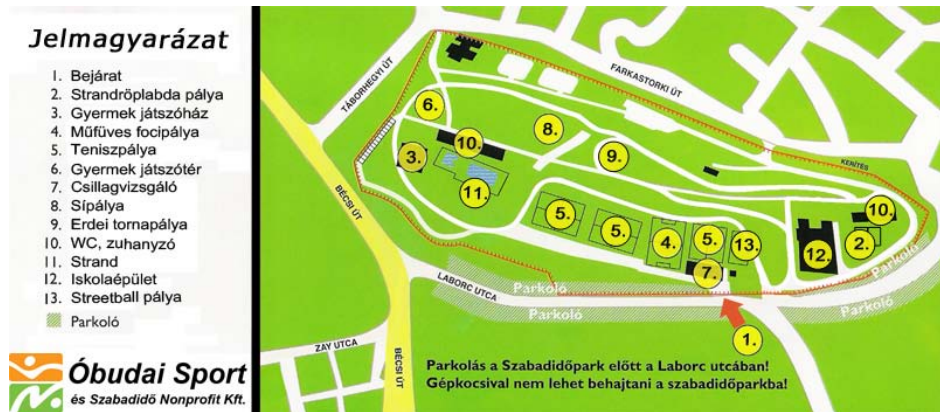 Jelmagyarázat
1. Bejárat
2. Strandröplabda pálya
3. Gyermek játszóház
4. Műfüves focipálya
5. Teniszpálya
6. Gyermek játszótér
7. Csillagvizsgáló
8. Sípálya
9. Erdei tornapálya
10. WC, zuhanyzó
11. Strand
12. Iskolaépület
13. Streetball pálya
Parkoló
Óbudai Sport
és Szabadidő Nonprofit Kft.
TÁBORHEGYI ÚT
FARKASTORKI ÚT
KERÍTÉS
BÉCSI ÚT
6.
8.
3.
10.
9.
11.
5.
5.
4.
5.
13.
7.
12.
10.
2.
LABORC UTCA
Parkoló
Parkoló
Parkoló
Parkoló
1.
ZAY UTCA
BÉCSI ÚT
Parkolás a Szabadidőpark előtt a Laborc utcában!
Gépkocsival nem lehet behajtani a szabadidőparkba!